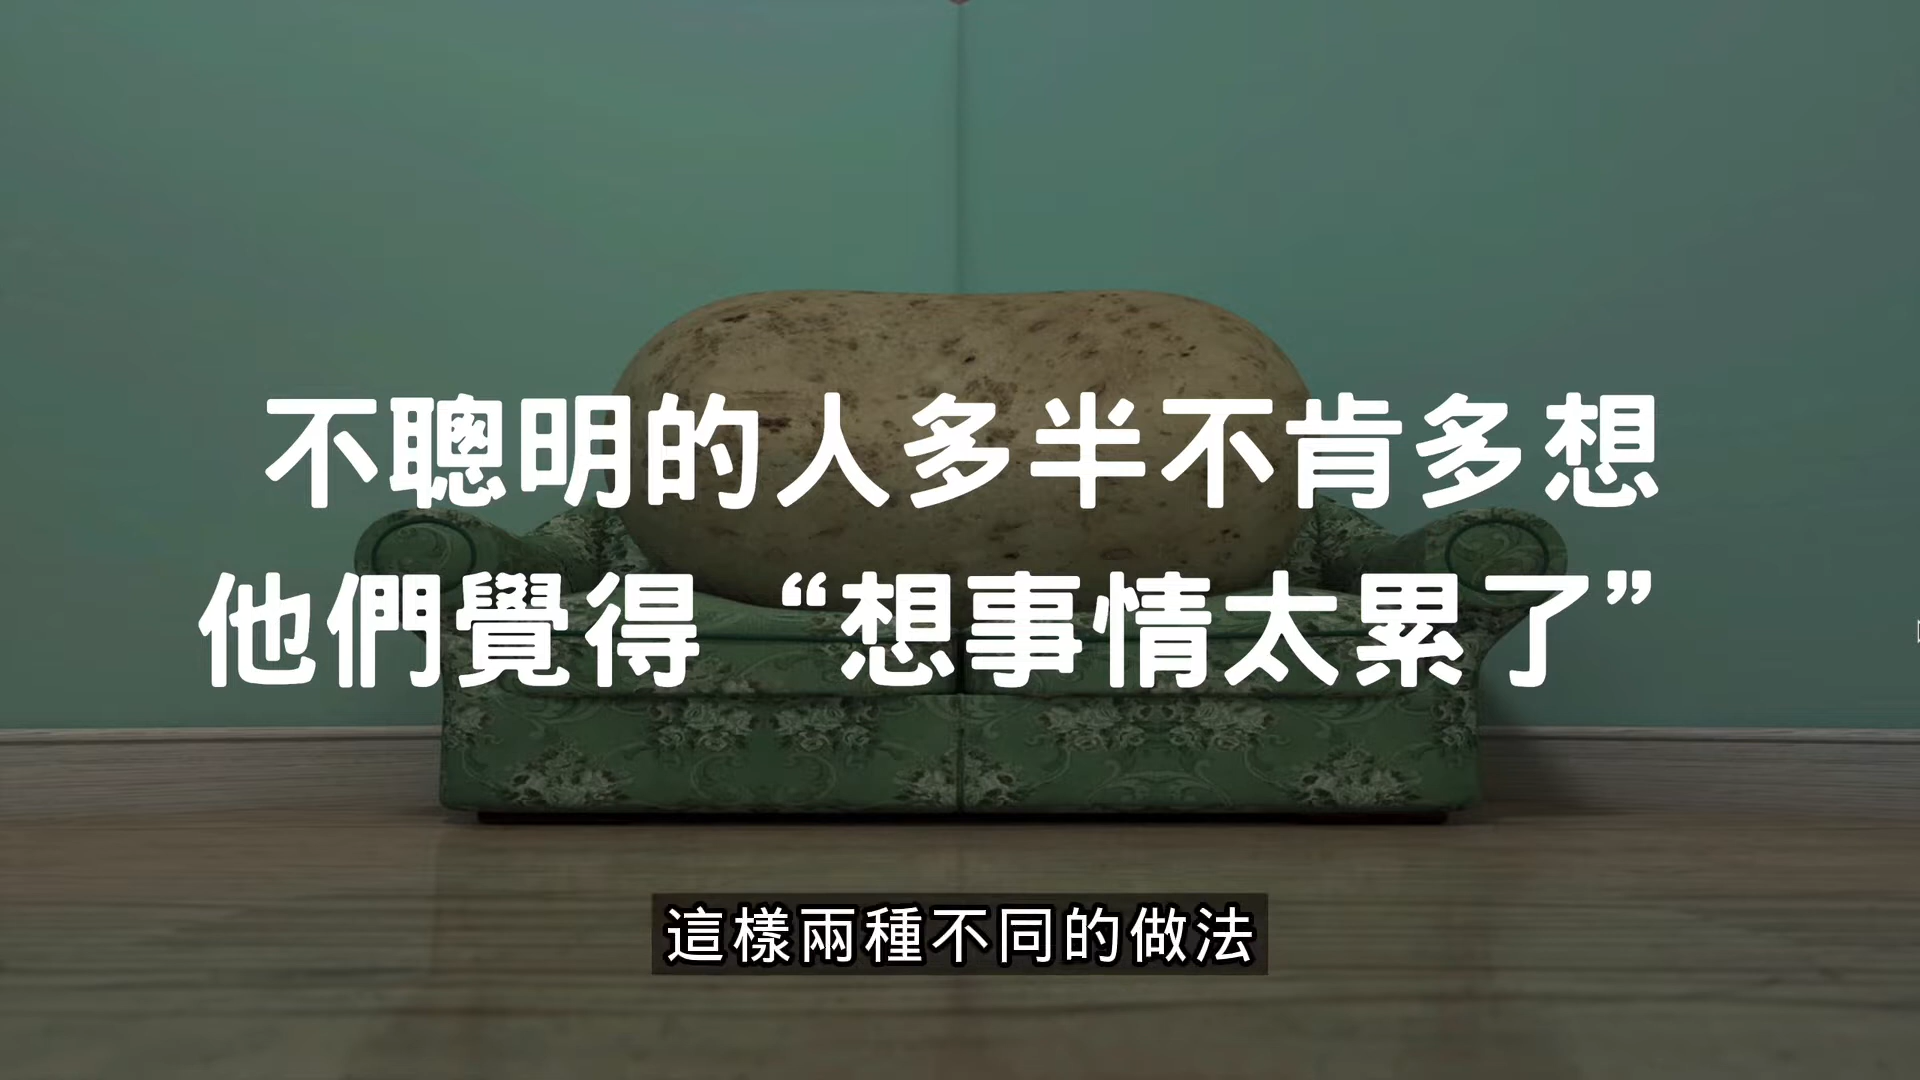 不聰明的人多半不肯多想
他們覺得“想事情太累了”
這樣兩種不同的做法